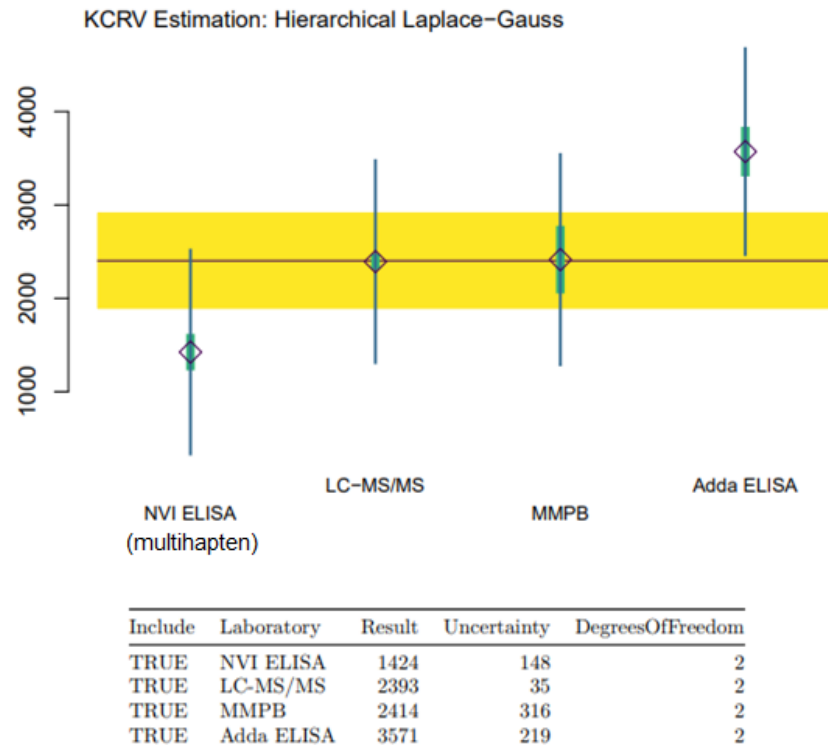 KCRV Estimation: Hierarchical Laplace−Gauss
4000
3000
2000
1000
LC−MS/MS
Adda ELISA
NVI ELISA
MMPB
(multihapten)
Include Laboratory Result Uncertainty DegreesOfFreedom
TRUE NVI ELISA 1424 148 2
TRUE LC-MS/MS 2393 35 2
TRUE MMPB 2414 316 2
TRUE Adda ELISA 3571 219 2